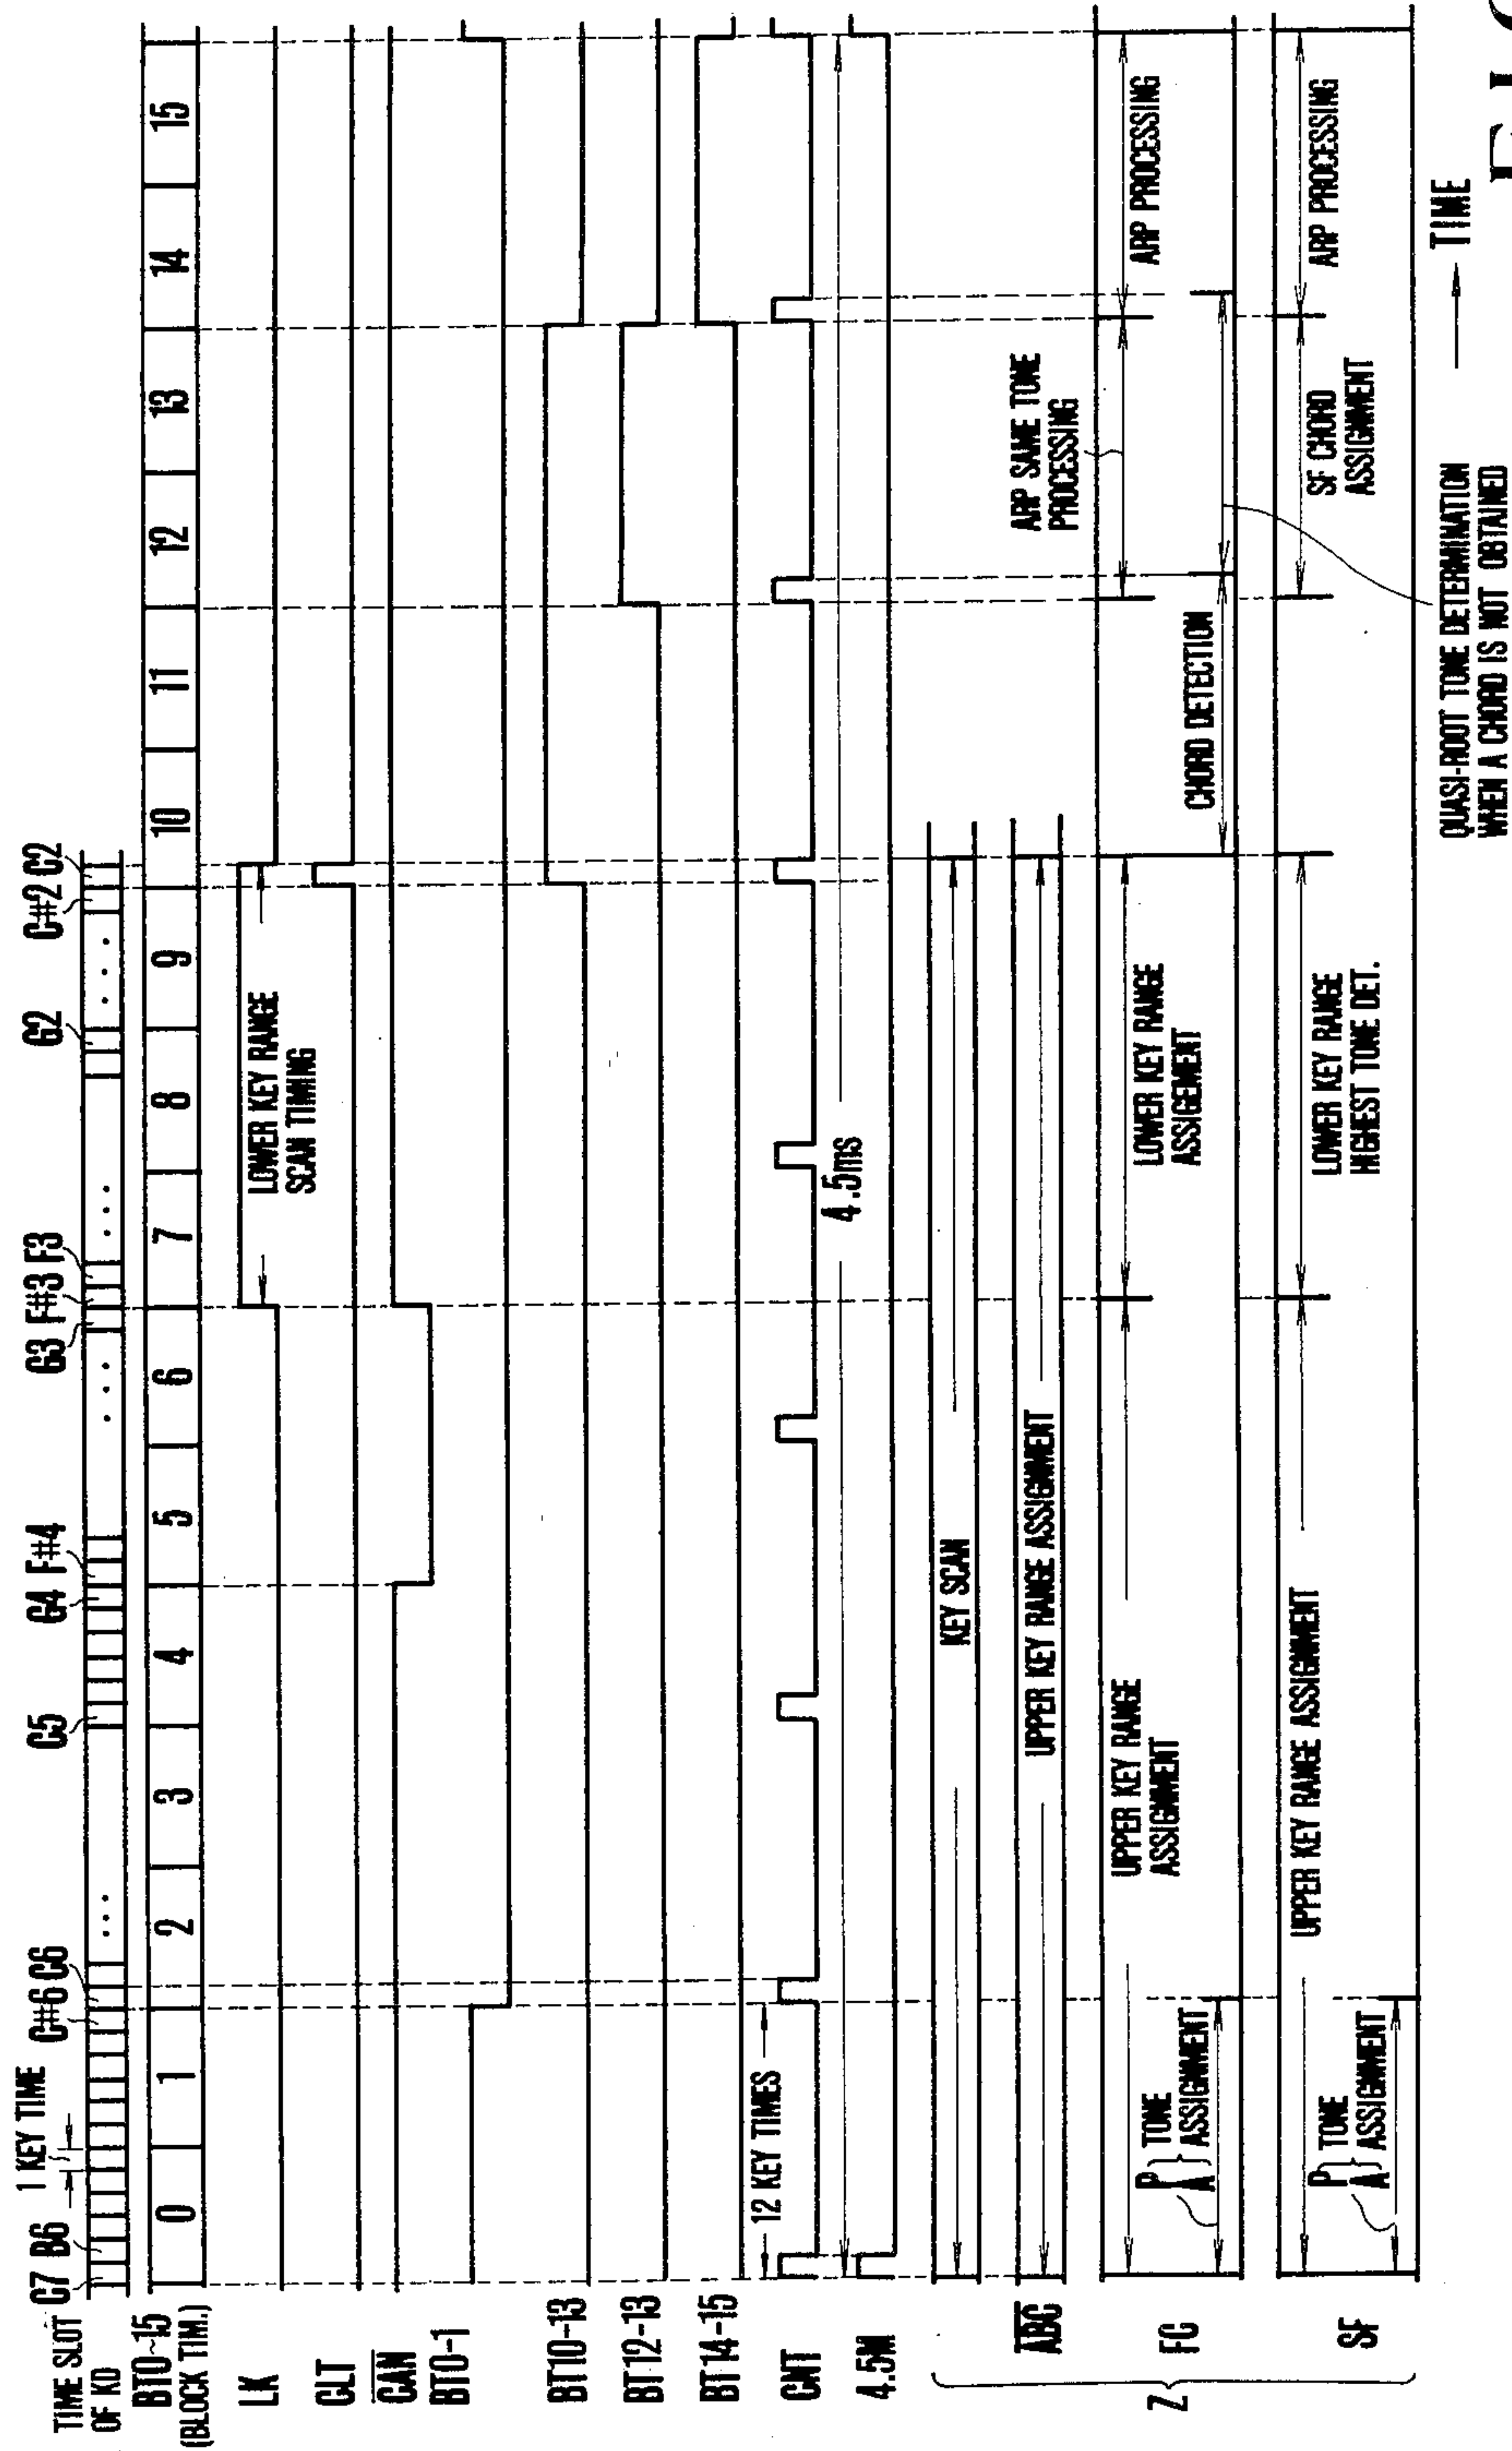 TIME SLOT
OF KD
C7 B6
1 KEY TIME
C#6 C6
C5
G4 F#4
G3 F#3 F3
G2
C#2 C2
BT0~15
(BLOCK TIM.)
0 1 2 3 4 5 6 7 8 9 10 11 12 13 14 15
LK
LOWER KEY RANGE
SCAN TIMING
CLT
CAN
BT0-1
BT10-13
BT12-13
BT14-15
12 KEY TIMES
CNT
4.5M
4.5ms
Z
KEY SCAN
ABC
UPPER KEY RANGE ASSIGNMENT
FC
UPPER KEY RANGE
ASSIGNMENT
P
A
TONE
ASSIGNMENT
LOWER KEY RANGE
ASSIGEMENT
CHORD DETECTION
ARP SAME TONE
PROCESSING
ARP PROCESSING
SF
UPPER KEY RANGE ASSIGNMENT
P
A
TONE
ASSIGNMENT
LOWER KEY RANGE
HIGHEST TONE DET.
SF CHORD
ASSIGNMENT
ARP PROCESSING
QUASI-ROOT TONE DETERMINATION
WHEN A CHORD IS NOT OBTAINED
TIME